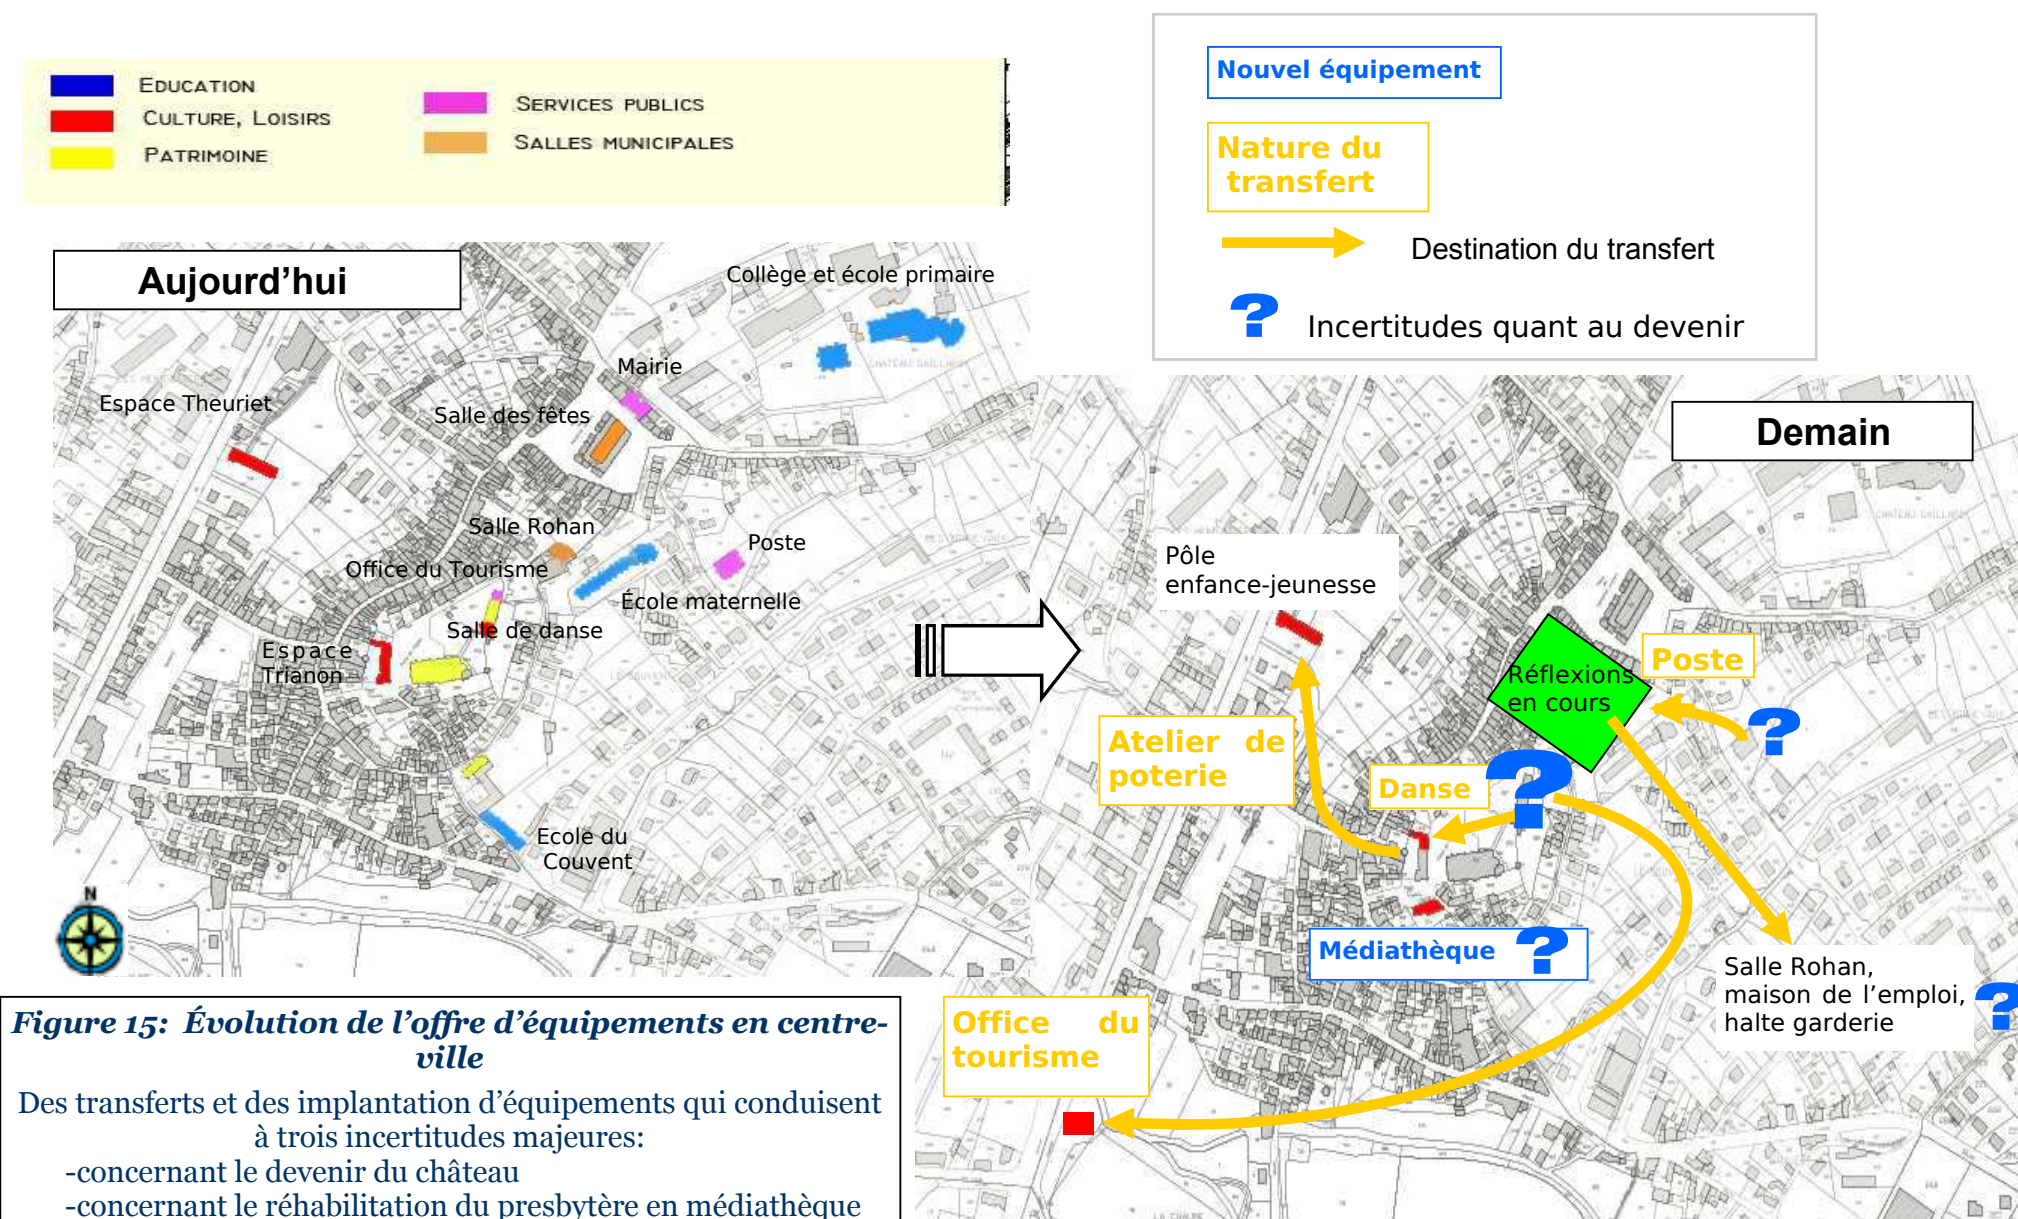 EDUCATION
CULTURE, LOISIRS
PATRIMOINE
SERVICES PUBLICS
SALLES MUNICIPALES
Nouvel équipement
Nature du
transfert
Destination du transfert
? Incertitudes quant au devenir
Aujourd’hui
Collège et école primaire
CHATEAU GAILLARD
Mairie
Espace Theuriet
Salle des fêtes
Salle Rohan
Poste
Office du Tourisme
École maternelle
Salle de danse
Espace
Trianon
Ecole du
Couvent
N
Demain
CHATEAU GAILLARD
Pôle
enfance-jeunesse
Réflexions
en cours
Poste
?
Atelier de
poterie
Danse
?
Médiathèque ?
Salle Rohan,
maison de l’emploi,
halte garderie
?
Office du
tourisme
Figure 15: Évolution de l’offre d’équipements en centre-
ville
Des transferts et des implantation d’équipements qui conduisent
à trois incertitudes majeures:
-concernant le devenir du château
-concernant le réhabilitation du presbytère en médiathèque